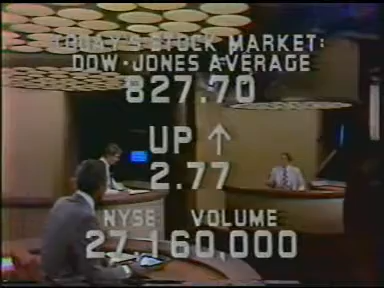 TODAY'S STOCK MARKET:
DOW-JONES AVERAGE
827.70
UP ↑
2.77
NYSE VOLUME
27,160,000